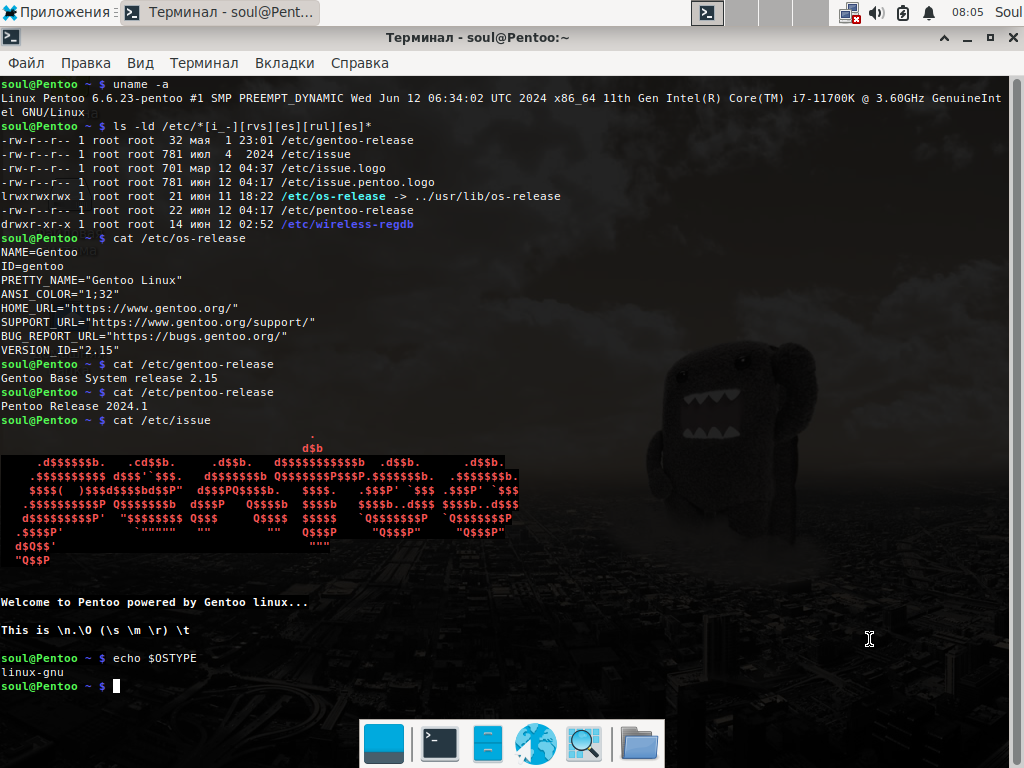 Приложения Терминал - soul@Pent... 08:05 Soul
Терминал - soul@Pentoo:~
Файл Правка Вид Терминал Вкладки Справка
soul@Pentoo ~ $ uname -a
Linux Pentoo 6.6.23-pentoo #1 SMP PREEMPT_DYNAMIC Wed Jun 12 06:34:02 UTC 2024 x86_64 11th Gen Intel(R) Core(TM) i7-11700K @ 3.60GHz GenuineInt
el GNU/Linux
soul@Pentoo ~ $ ls -ld /etc/*[i_-][rvs][es][rul][es]*
-rw-r--r-- 1 root root  32 мая  1 23:01 /etc/gentoo-release
-rw-r--r-- 1 root root 781 июл  4  2024 /etc/issue
-rw-r--r-- 1 root root 701 мар 12 04:37 /etc/issue.logo
-rw-r--r-- 1 root root 781 июн 12 04:17 /etc/issue.pentoo.logo
lrwxrwxrwx 1 root root  21 июн 11 18:22 /etc/os-release -> ../usr/lib/os-release
-rw-r--r-- 1 root root  22 июн 12 04:17 /etc/pentoo-release
drwxr-xr-x 1 root root  14 июн 12 02:52 /etc/wireless-regdb
soul@Pentoo ~ $ cat /etc/os-release
NAME=Gentoo
ID=gentoo
PRETTY_NAME="Gentoo Linux"
ANSI_COLOR="1;32"
HOME_URL="https://www.gentoo.org/"
SUPPORT_URL="https://www.gentoo.org/support/"
BUG_REPORT_URL="https://bugs.gentoo.org/"
VERSION_ID="2.15"
soul@Pentoo ~ $ cat /etc/gentoo-release
Gentoo Base System release 2.15
soul@Pentoo ~ $ cat /etc/pentoo-release
Pentoo Release 2024.1
soul@Pentoo ~ $ cat /etc/issue
                                            .
                                           d$b
     .d$$$$$$b.   .cd$$b.     .d$$b.   d$$$$$$$$$$$b  .d$$b.      .d$$b.
    .$$$$$$$$$$ d$$$'`$$$.   d$$$$$$$b Q$$$$$$$P$$$P.$$$$$$$b.  .$$$$$$$b.
    $$$$(  )$$$d$$$$bd$$P"  d$$$PQ$$$$b.   $$$$.   .$$$P' `$$$ .$$$P' `$$$
   .$$$$$$$$$$P Q$$$$$$$b  d$$$P   Q$$$$b  $$$$b   $$$$b..d$$$ $$$$b..d$$$
   d$$$$$$$$$P'  "$$$$$$$$ Q$$$     Q$$$$  $$$$$   `Q$$$$$$$P  `Q$$$$$$$P
  .$$$$P'          `"""""   ""        ""   Q$$$P     "Q$$$P"     "Q$$$P"
  d$Q$$'                                    """
  "Q$$P
Welcome to Pentoo powered by Gentoo linux...
This is \n.\O (\s \m \r) \t
soul@Pentoo ~ $ echo $OSTYPE
linux-gnu
soul@Pentoo ~ $